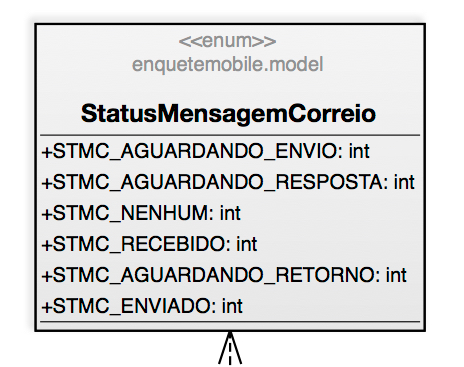 <<enum>>
enquetemobile.model
StatusMensagemCorreio
+STMC_AGUARDANDO_ENVIO: int
+STMC_AGUARDANDO_RESPOSTA: int
+STMC_NENHUM: int
+STMC_RECEBIDO: int
+STMC_AGUARDANDO_RETORNO: int
+STMC_ENVIADO: int